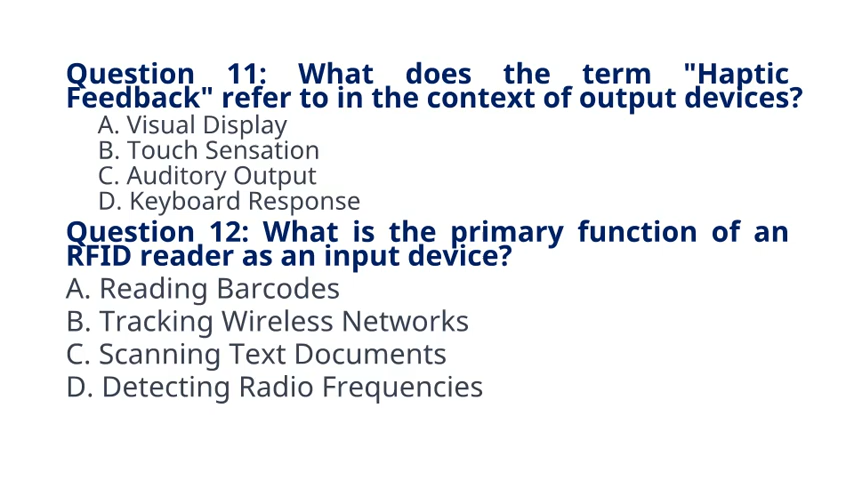 Question 11: What does the term "Haptic
Feedback" refer to in the context of output devices?
A. Visual Display
B. Touch Sensation
C. Auditory Output
D. Keyboard Response
Question 12: What is the primary function of an
RFID reader as an input device?
A. Reading Barcodes
B. Tracking Wireless Networks
C. Scanning Text Documents
D. Detecting Radio Frequencies